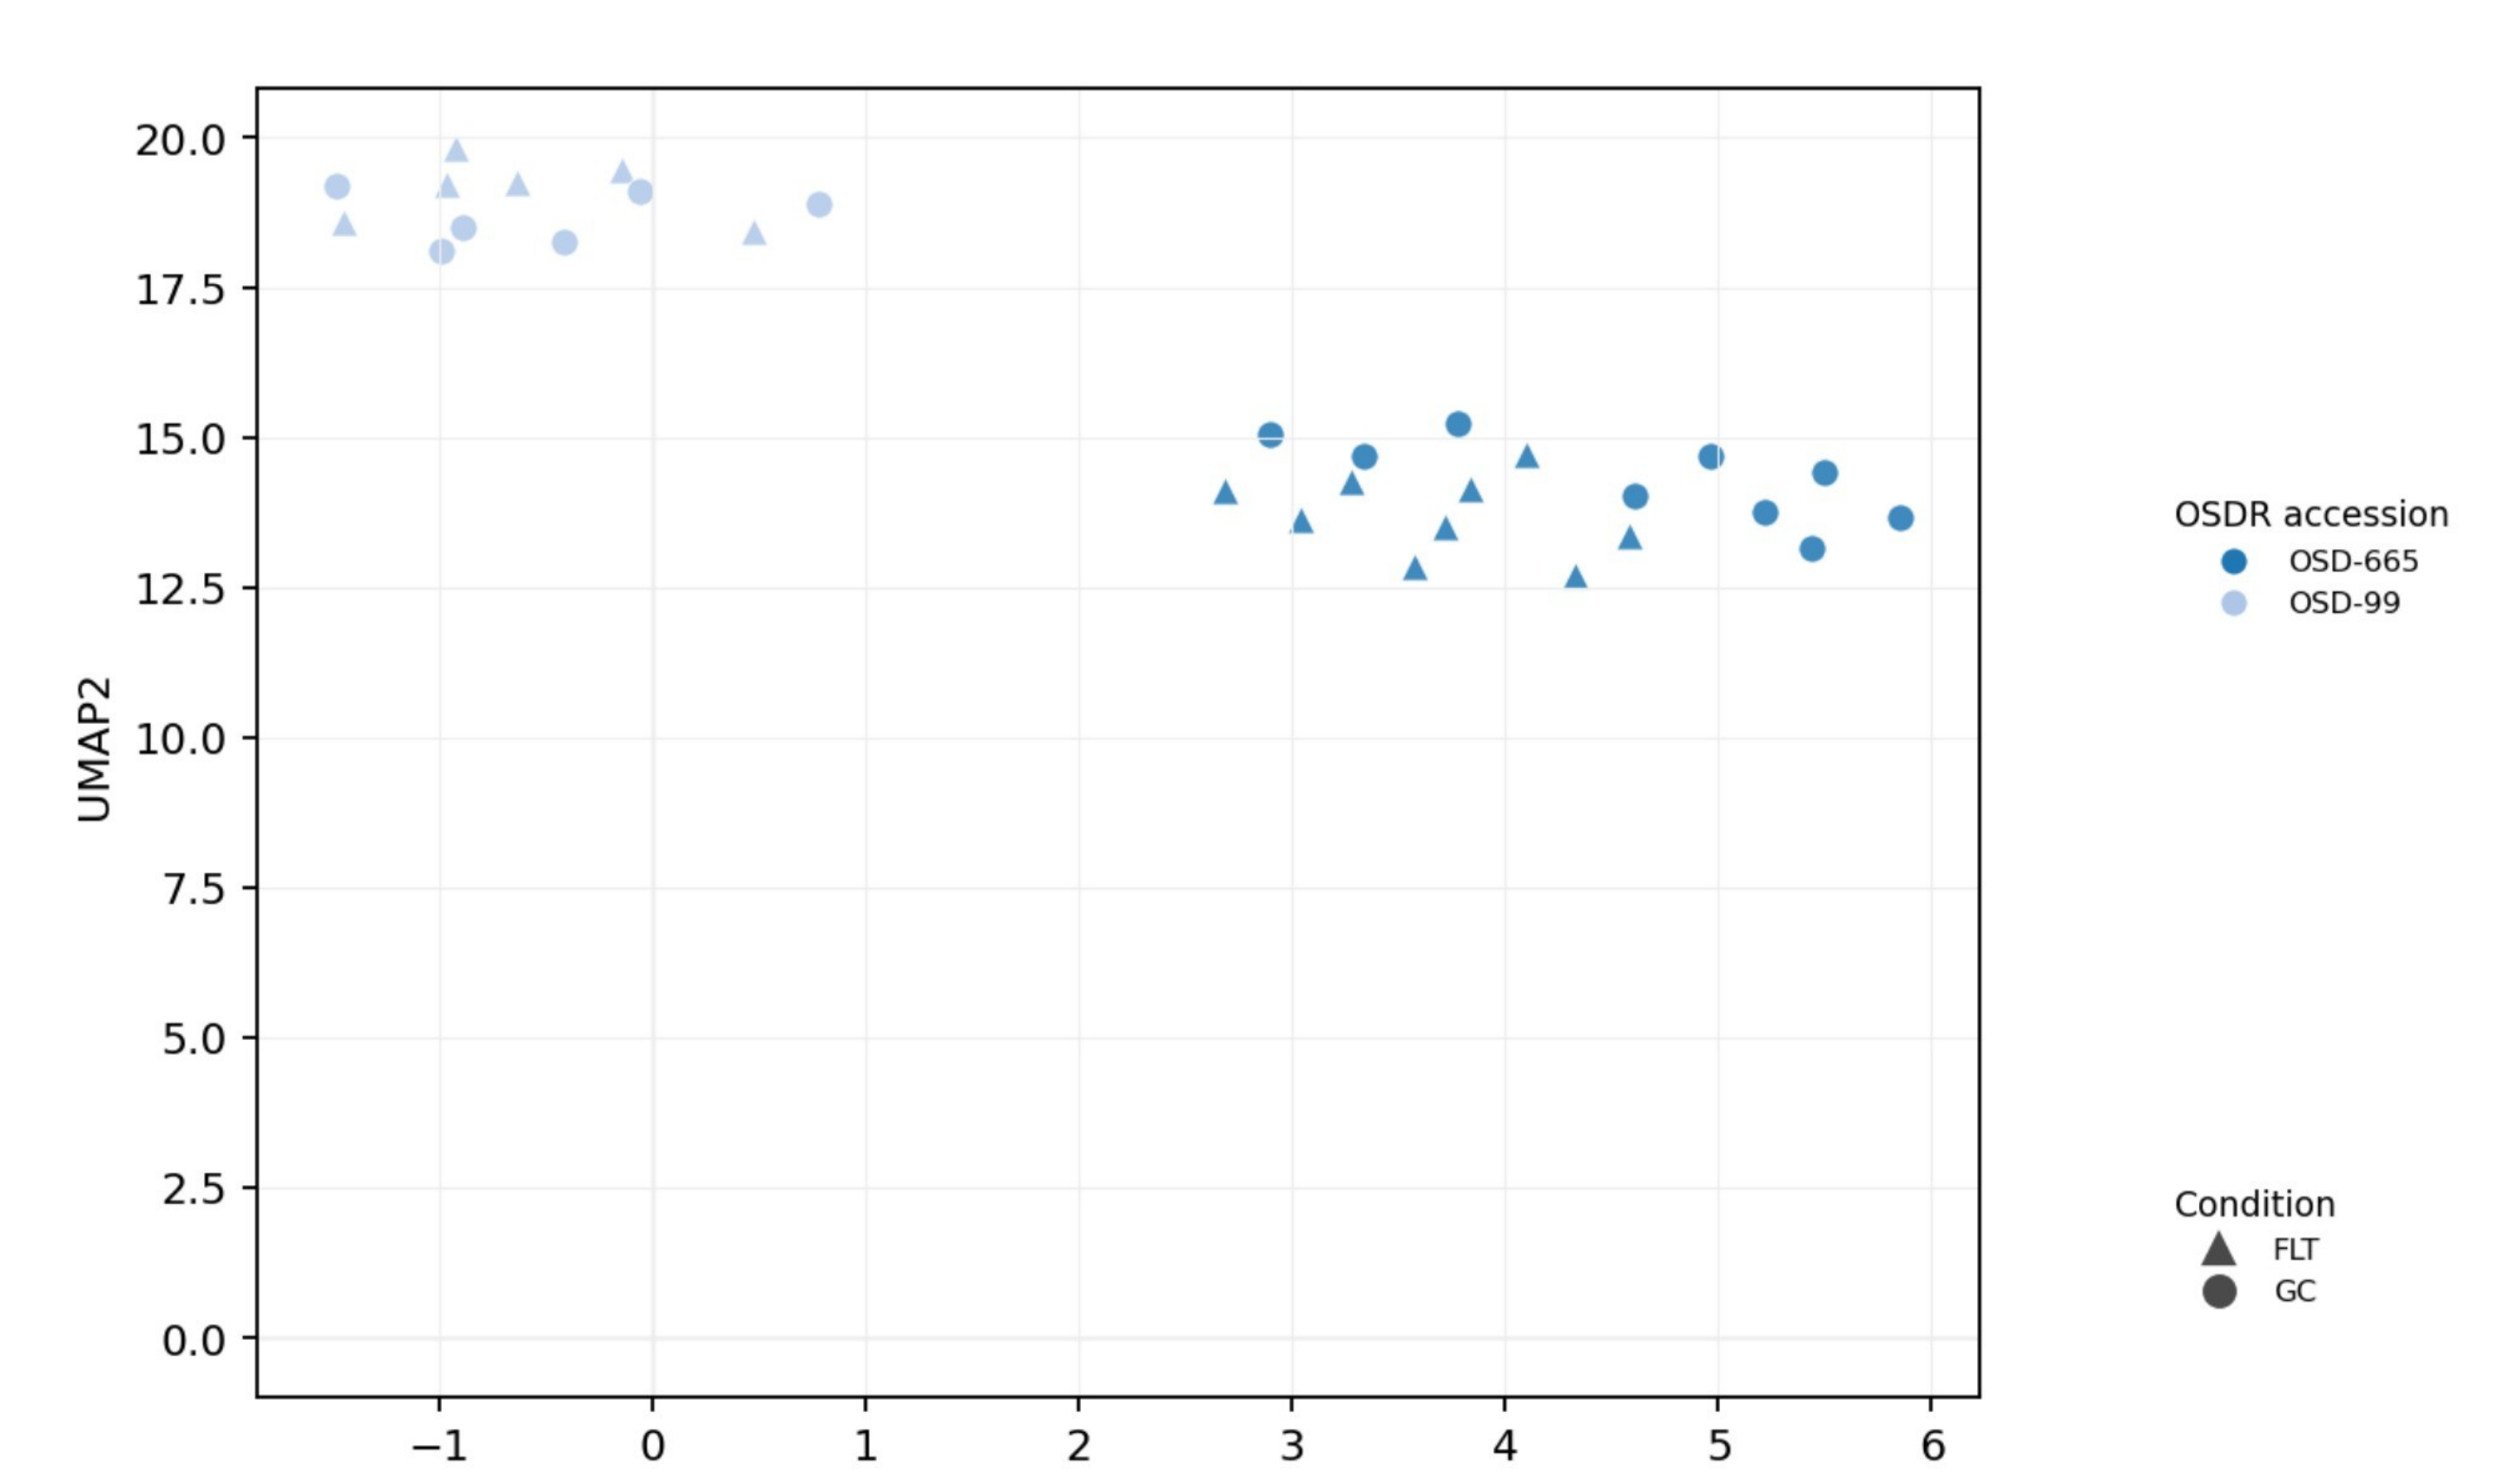 20.0
17.5
15.0
12.5
10.0
7.5
5.0
2.5
0.0
UMAP2
−1 0 1 2 3 4 5 6
OSDR accession
OSD-665
OSD-99
Condition
FLT
GC